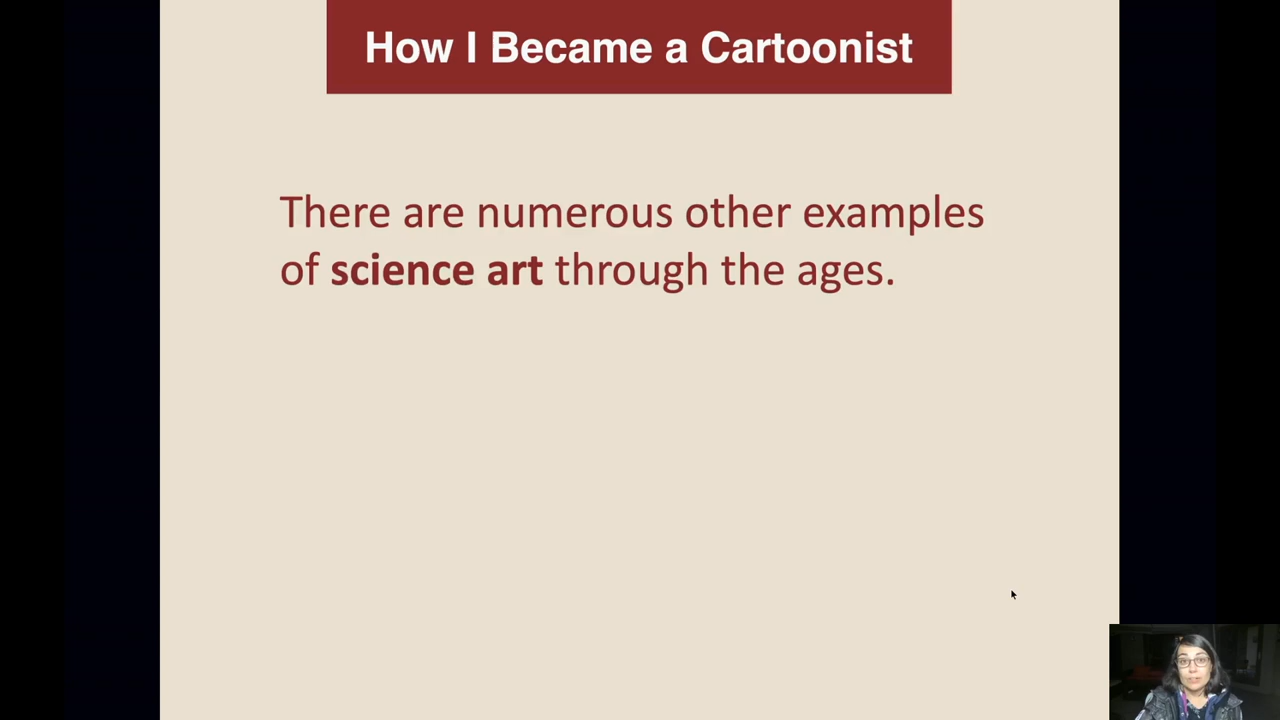 How I Became a Cartoonist
There are numerous other examples
of science art through the ages.